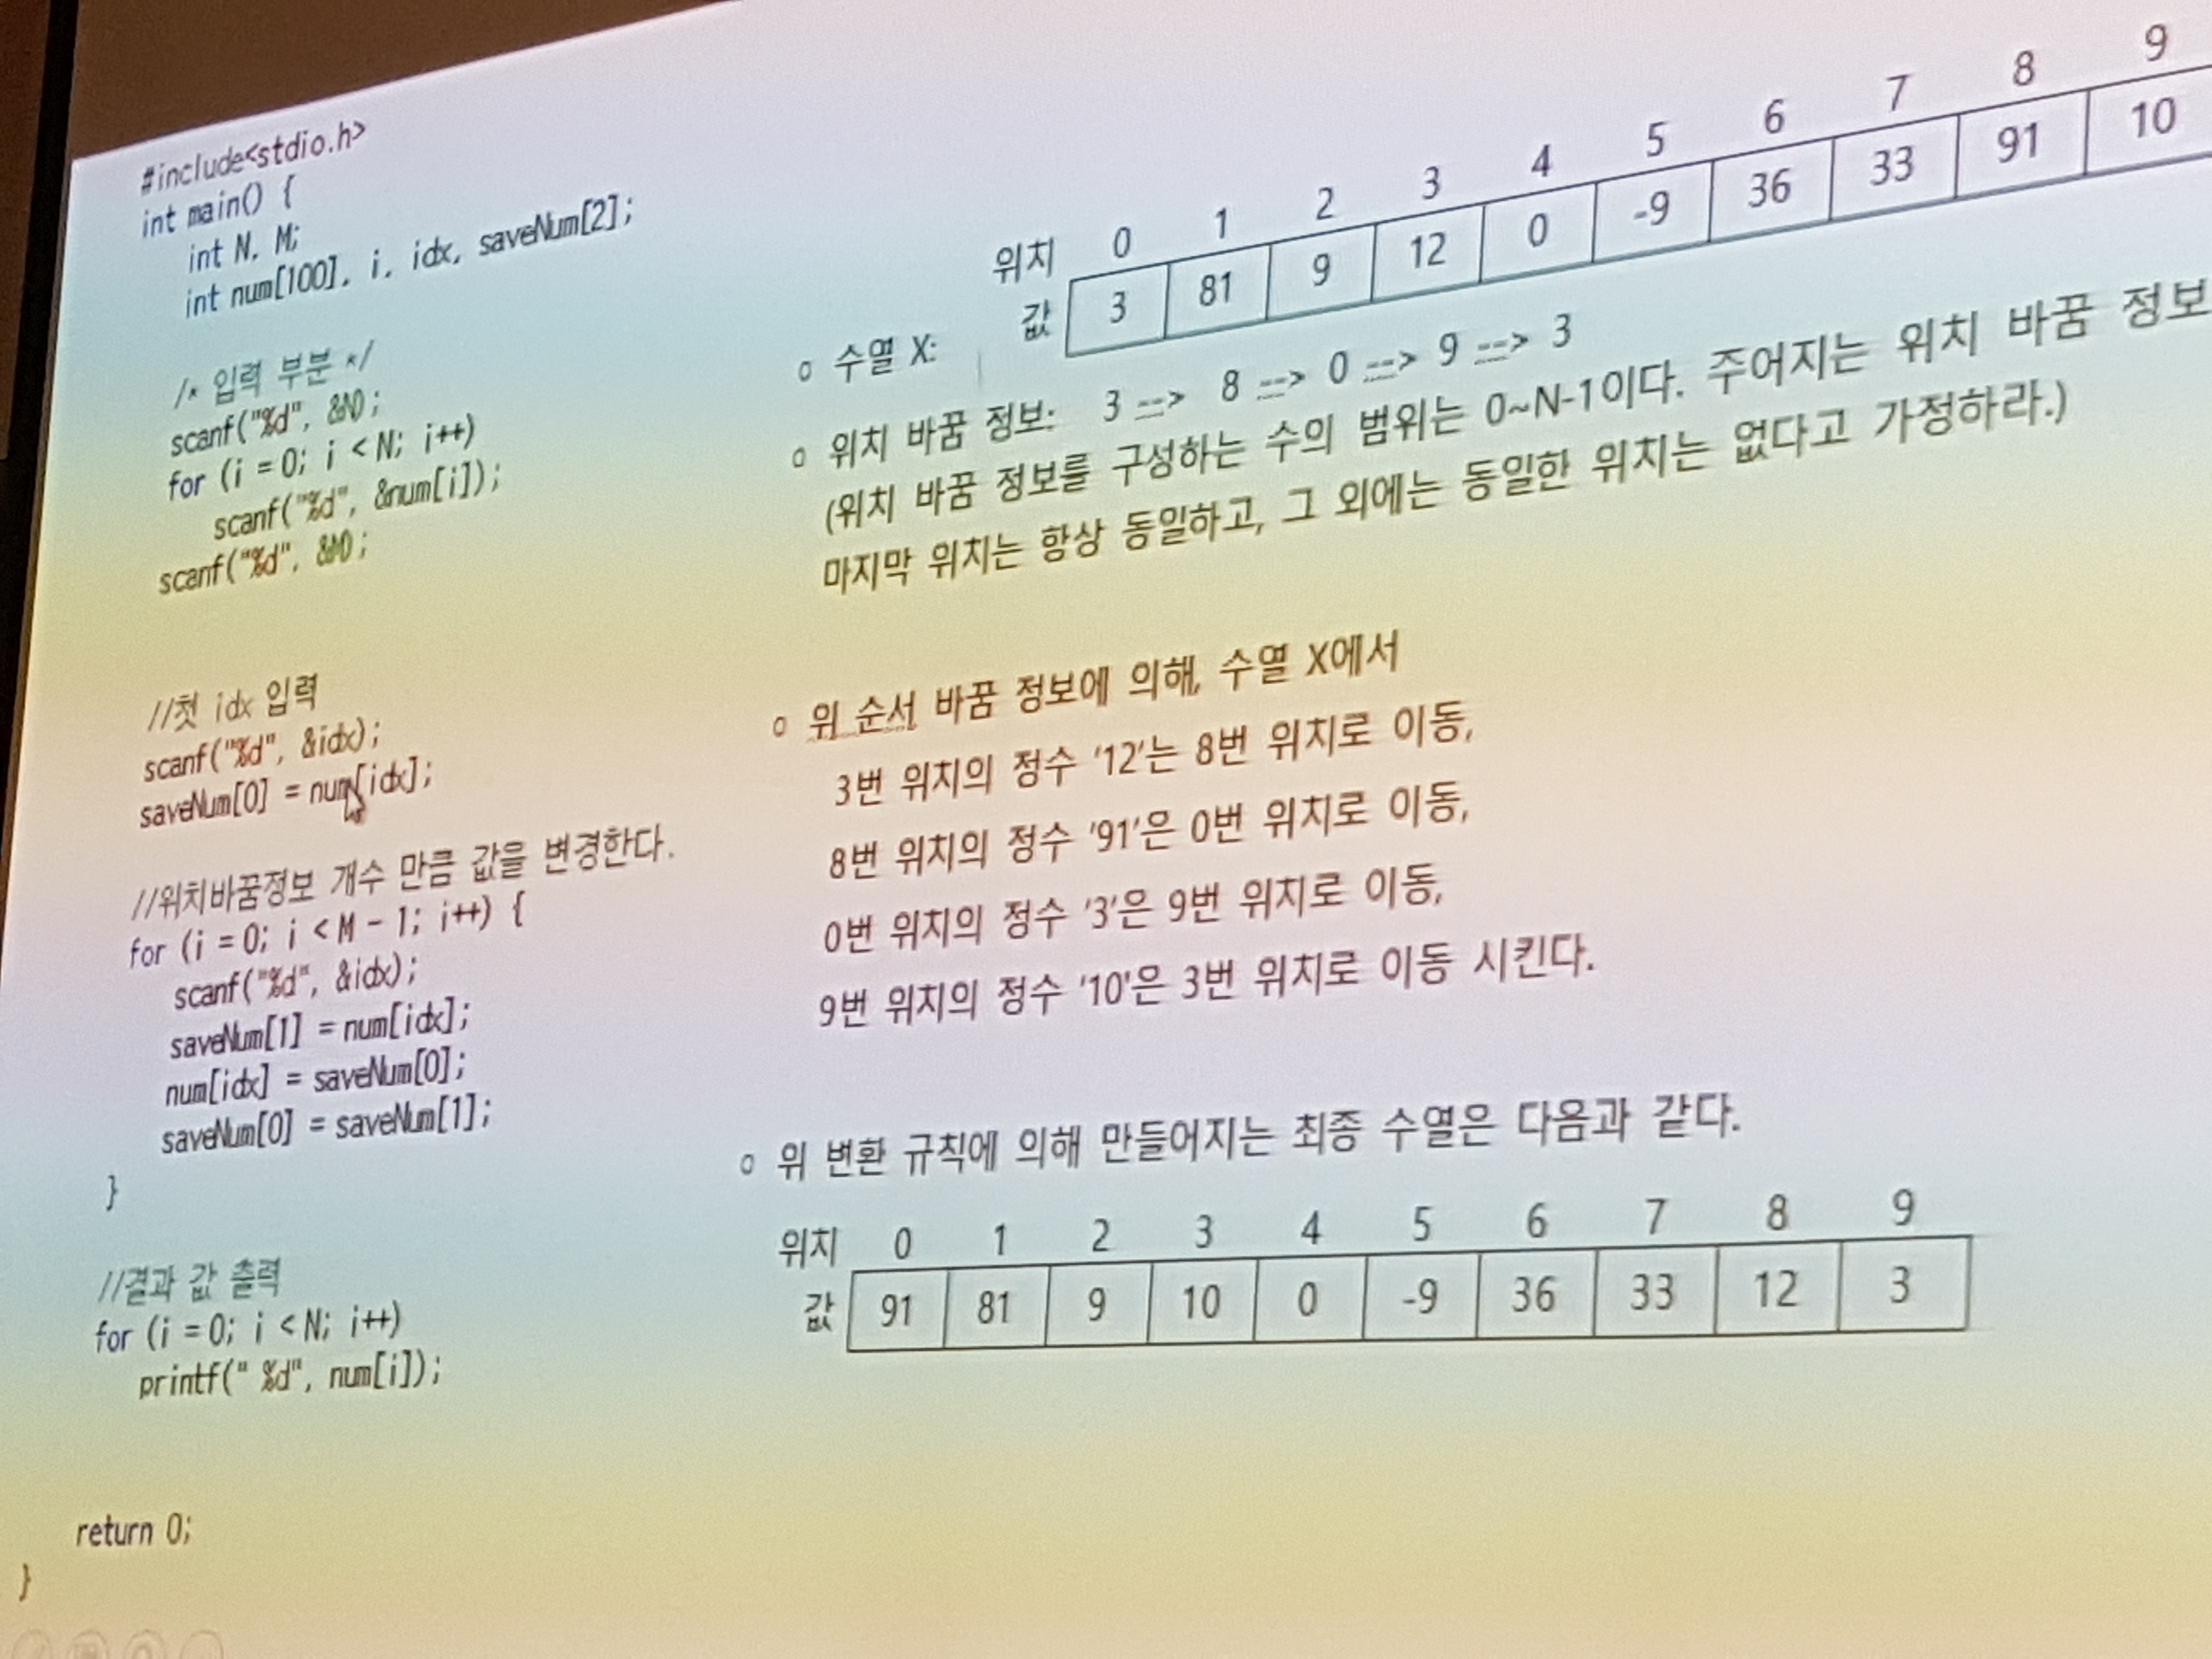 #include<stdio.h>
int main() {
int N, M;
int num[100], i, idx, saveNum[2];
/* 입력 부분 */
scanf("%d", &N);
for (i = 0; i < N; i++)
scanf("%d", &num[i]);
scanf("%d", &M);
//첫 idx 입력
scanf("%d", &idx);
saveNum[0] = num[idx];
//위치바꿈정보 개수 만큼 값을 변경한다.
for (i = 0; i < M - 1; i++) {
scanf("%d", &idx);
saveNum[1] = num[idx];
num[idx] = saveNum[0];
saveNum[0] = saveNum[1];
}
//결과 값 출력
for (i = 0; i < N; i++)
printf(" %d", num[i]);
return 0;
}
위치 0 1 2 3 4 5 6 7 8 9
값 3 81 9 12 0 -9 36 33 91 10
○ 수열 X:
○ 위치 바꿈 정보: 3 => 8 => 0 => 9 => 3
(위치 바꿈 정보를 구성하는 수의 범위는 0~N-1이다. 주어지는 위치 바꿈 정보
마지막 위치는 항상 동일하고, 그 외에는 동일한 위치는 없다고 가정하라.)
○ 위 순서 바꿈 정보에 의해, 수열 X에서
3번 위치의 정수 '12'는 8번 위치로 이동,
8번 위치의 정수 '91'은 0번 위치로 이동,
0번 위치의 정수 '3'은 9번 위치로 이동,
9번 위치의 정수 '10'은 3번 위치로 이동 시킨다.
○ 위 변환 규칙에 의해 만들어지는 최종 수열은 다음과 같다.
위치 0 1 2 3 4 5 6 7 8 9
값 91 81 9 10 0 -9 36 33 12 3